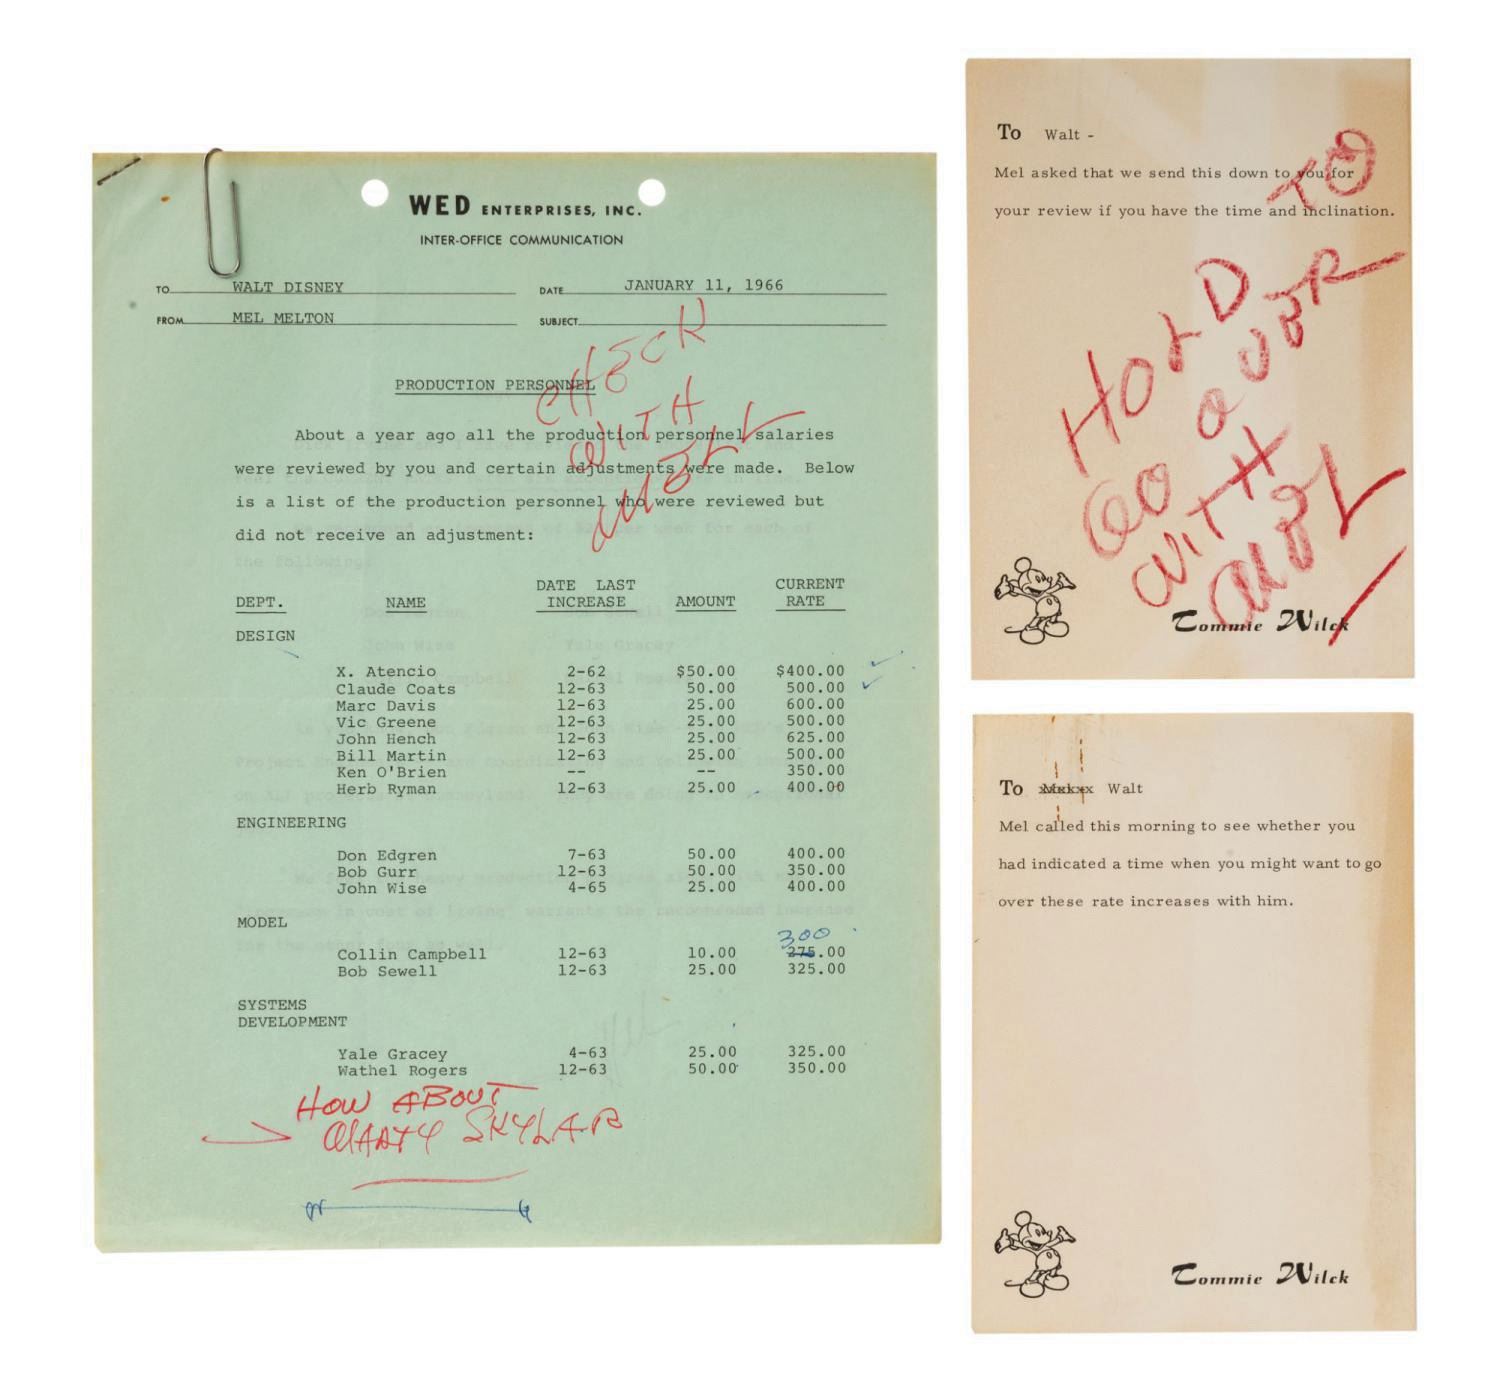 WED ENTERPRISES, INC.
INTER-OFFICE COMMUNICATION
TO WALT DISNEY DATE JANUARY 11, 1966
FROM MEL MELTON SUBJECT
CHECK
WITH
MEL
PRODUCTION PERSONNEL
About a year ago all the production personnel salaries
were reviewed by you and certain adjustments were made. Below
is a list of the production personnel who were reviewed but
did not receive an adjustment:
DEPT. NAME DATE LAST INCREASE AMOUNT CURRENT RATE
DESIGN
X. Atencio 2-62 $50.00 $400.00
Claude Coats 12-63 50.00 500.00
Marc Davis 12-63 25.00 600.00
Vic Greene 12-63 25.00 500.00
John Hench 12-63 25.00 625.00
Bill Martin 12-63 25.00 500.00
Ken O'Brien -- -- 350.00
Herb Ryman 12-63 25.00 400.00
ENGINEERING
Don Edgren 7-63 50.00 400.00
Bob Gurr 12-63 50.00 350.00
John Wise 4-65 25.00 400.00
MODEL
300
Collin Campbell 12-63 10.00 275.00
Bob Sewell 12-63 25.00 325.00
SYSTEMS
DEVELOPMENT
Yale Gracey 4-63 25.00 325.00
Wathel Rogers 12-63 50.00 350.00
HOW ABOUT
MARTY SKYLAR
To Walt -
Mel asked that we send this down to you for
your review if you have the time and inclination.
HOLD TO
GO OVER
WITH
MEL
Tommie Wilck
To Walt
Mel called this morning to see whether you
had indicated a time when you might want to go
over these rate increases with him.
Tommie Wilck